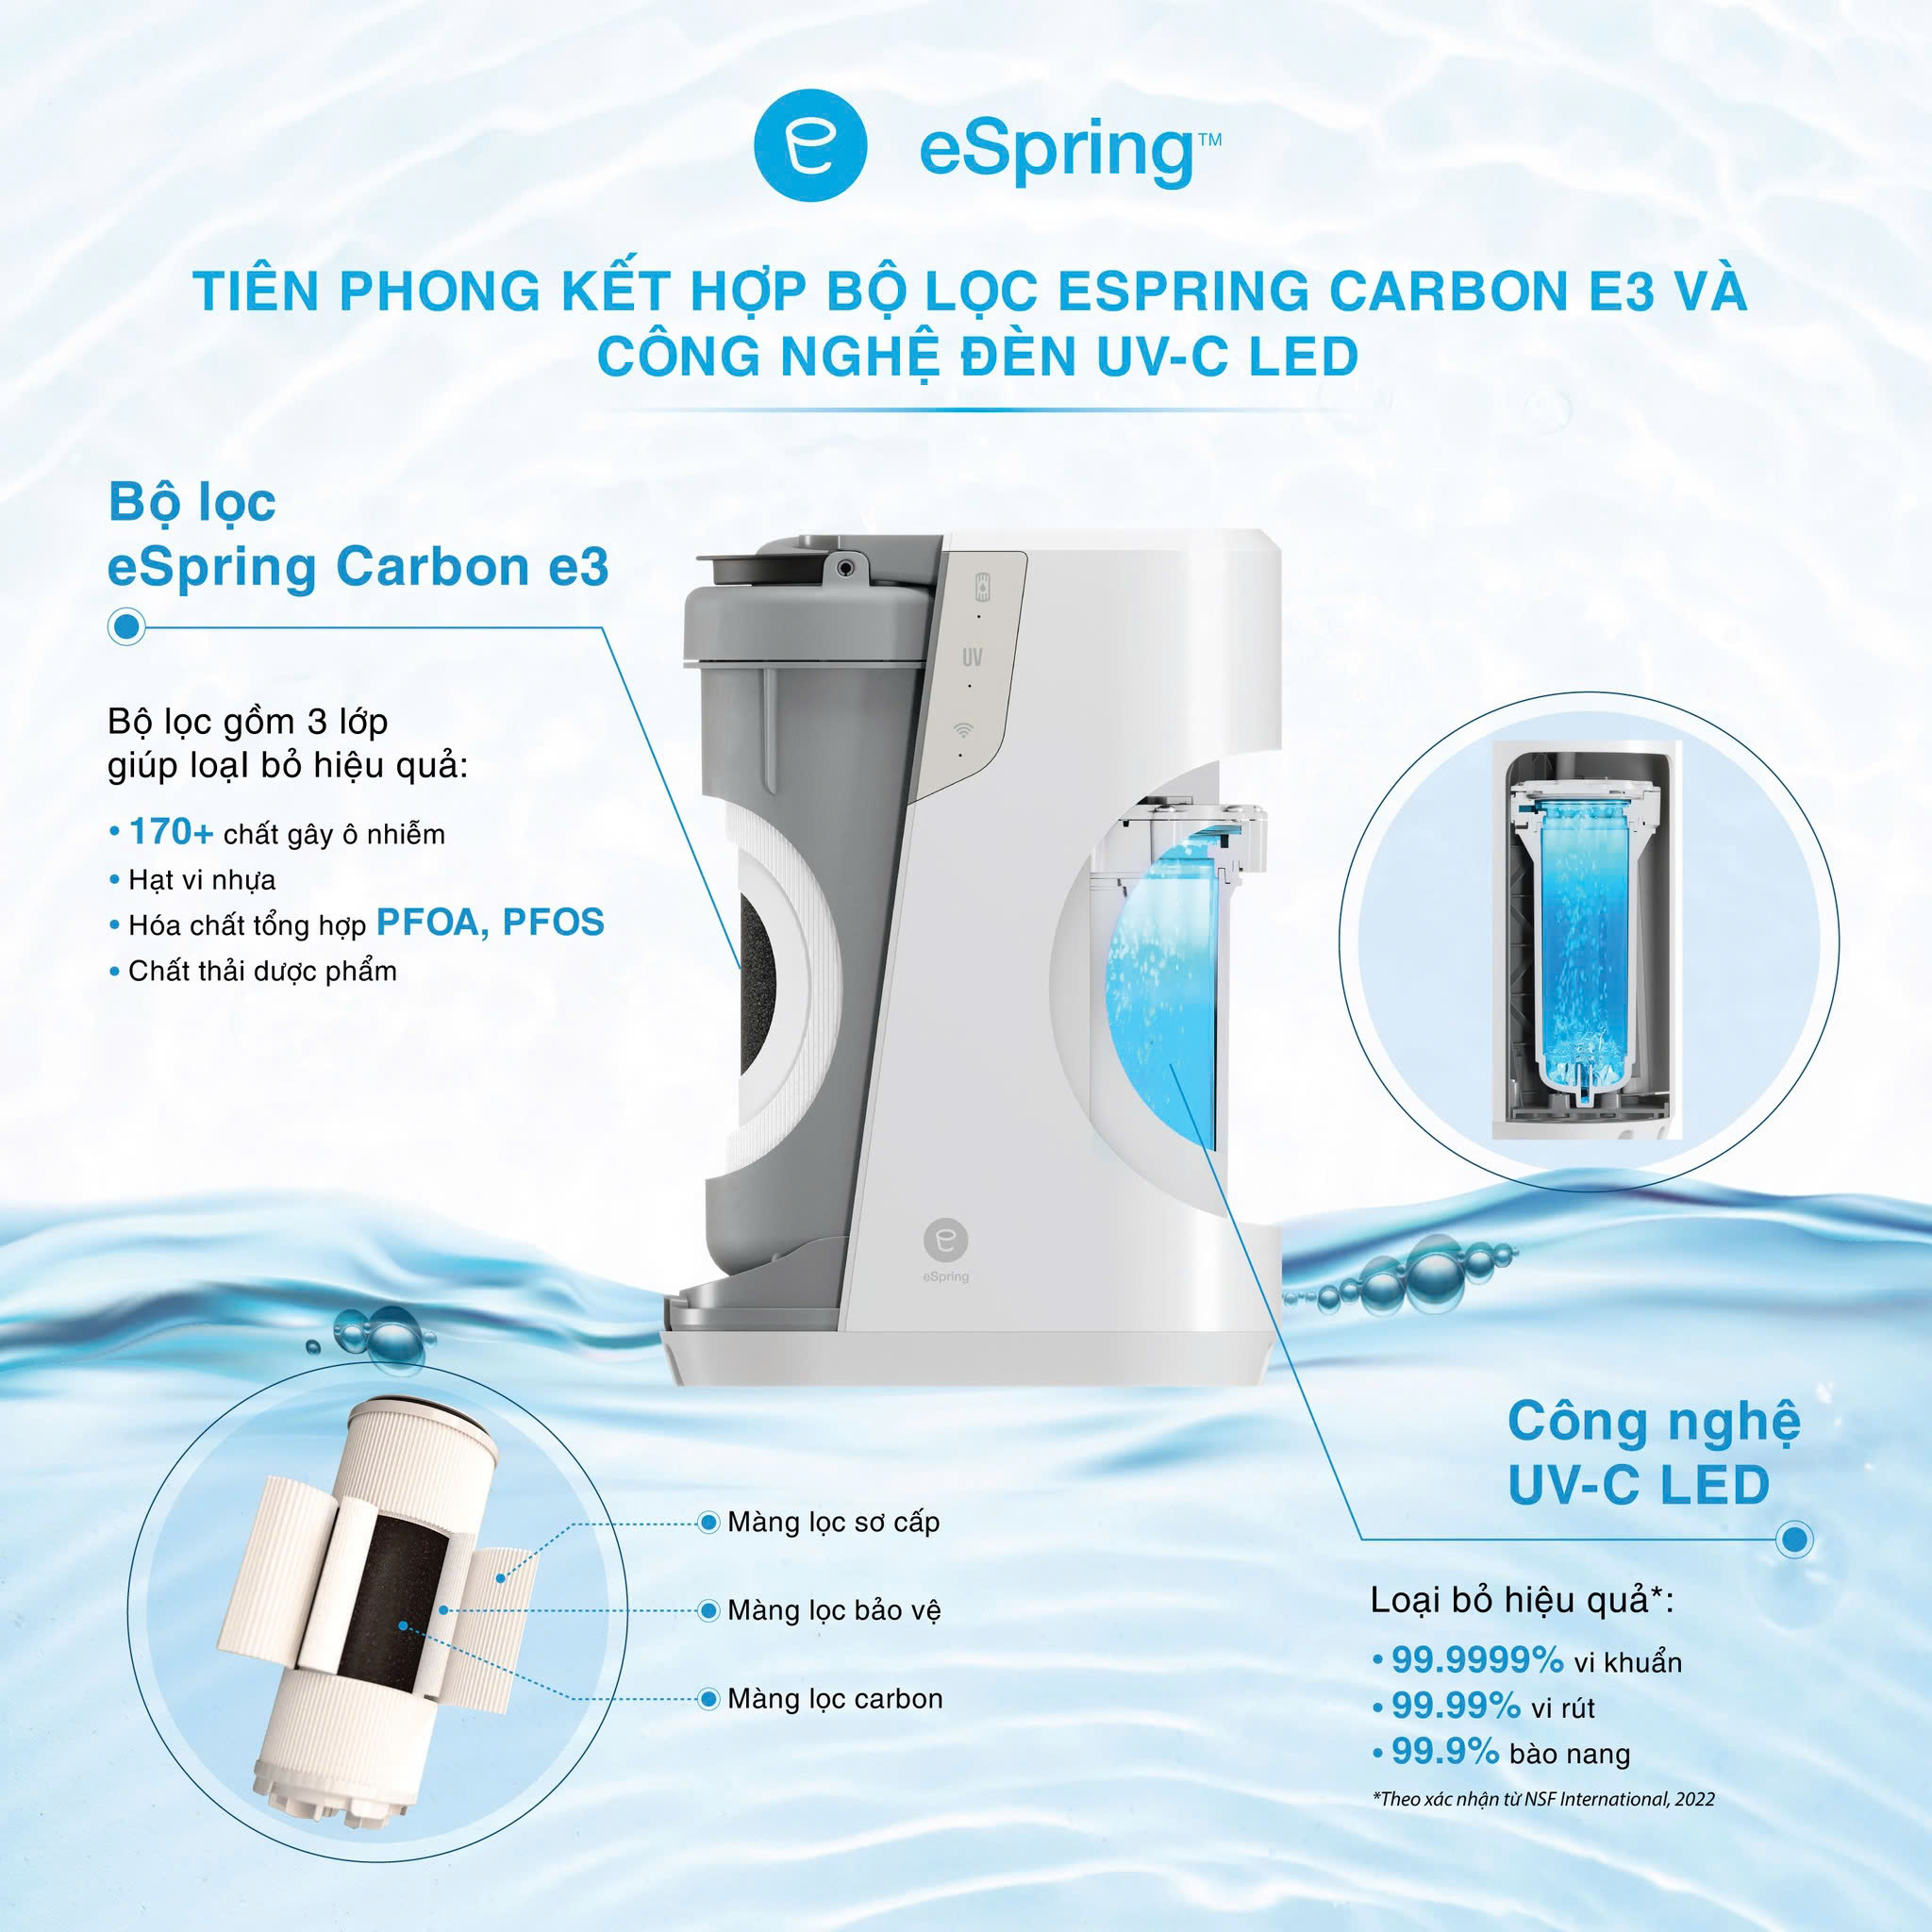 eSpring™
TIÊN PHONG KẾT HỢP BỘ LỌC ESPRING CARBON E3 VÀ
CÔNG NGHỆ ĐÈN UV-C LED
Bộ lọc
eSpring Carbon e3
Bộ lọc gồm 3 lớp
giúp loạI bỏ hiệu quả:
• 170+ chất gây ô nhiễm
• Hạt vi nhựa
• Hóa chất tổng hợp PFOA, PFOS
• Chất thải dược phẩm
UV
eSpring
Màng lọc sơ cấp
Màng lọc bảo vệ
Màng lọc carbon
Công nghệ
UV-C LED
Loại bỏ hiệu quả*:
• 99.9999% vi khuẩn
• 99.99% vi rút
• 99.9% bào nang
*Theo xác nhận từ NSF International, 2022